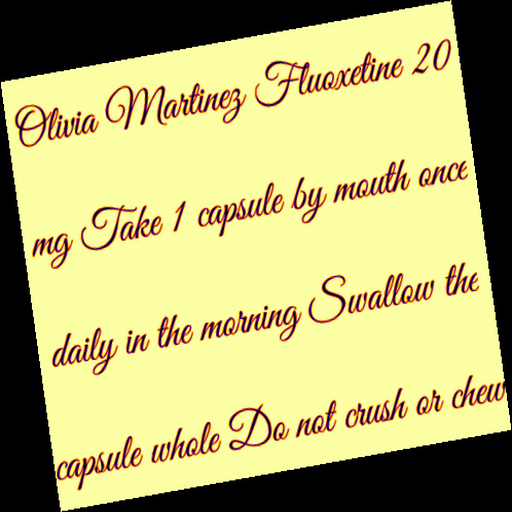 Olivia Martinez Fluoxetine 20
mg Take 1 capsule by mouth once
daily in the morning Swallow the
capsule whole Do not crush or chew